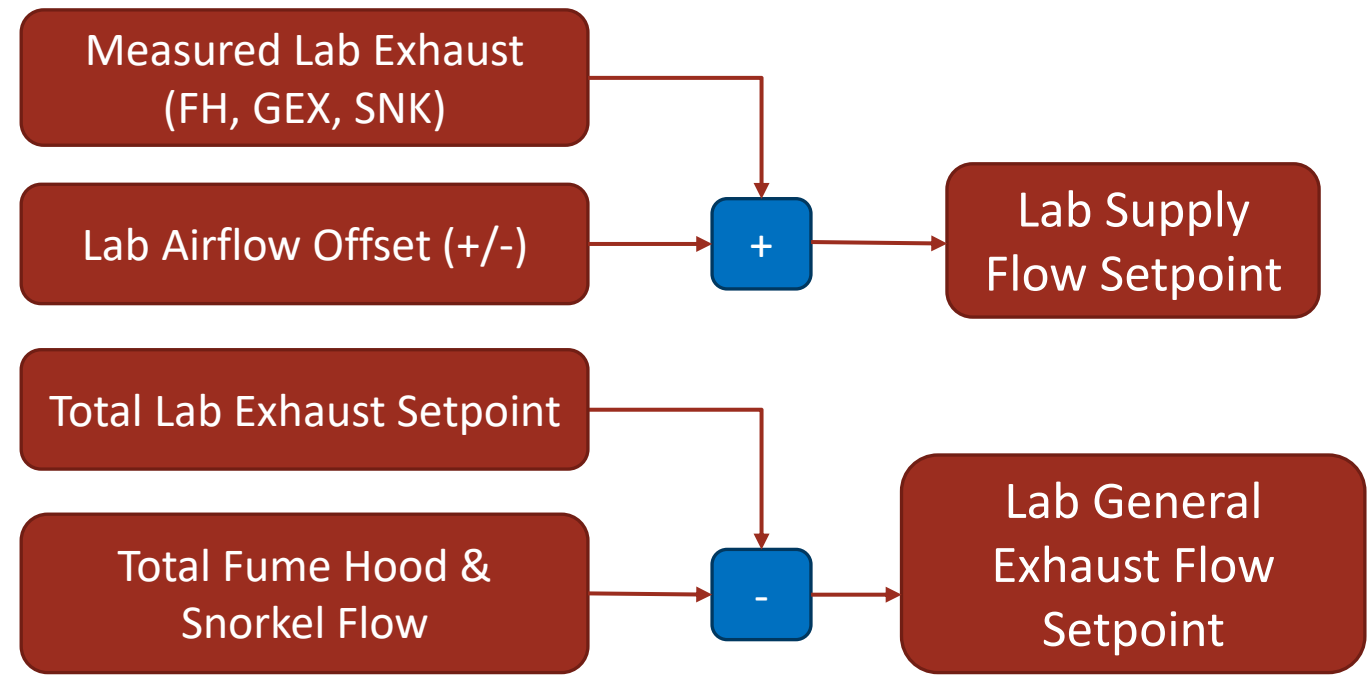 Measured Lab Exhaust
(FH, GEX, SNK)
Lab Airflow Offset (+/-)
+
Lab Supply
Flow Setpoint
Total Lab Exhaust Setpoint
Total Fume Hood &
Snorkel Flow
-
Lab General
Exhaust Flow
Setpoint